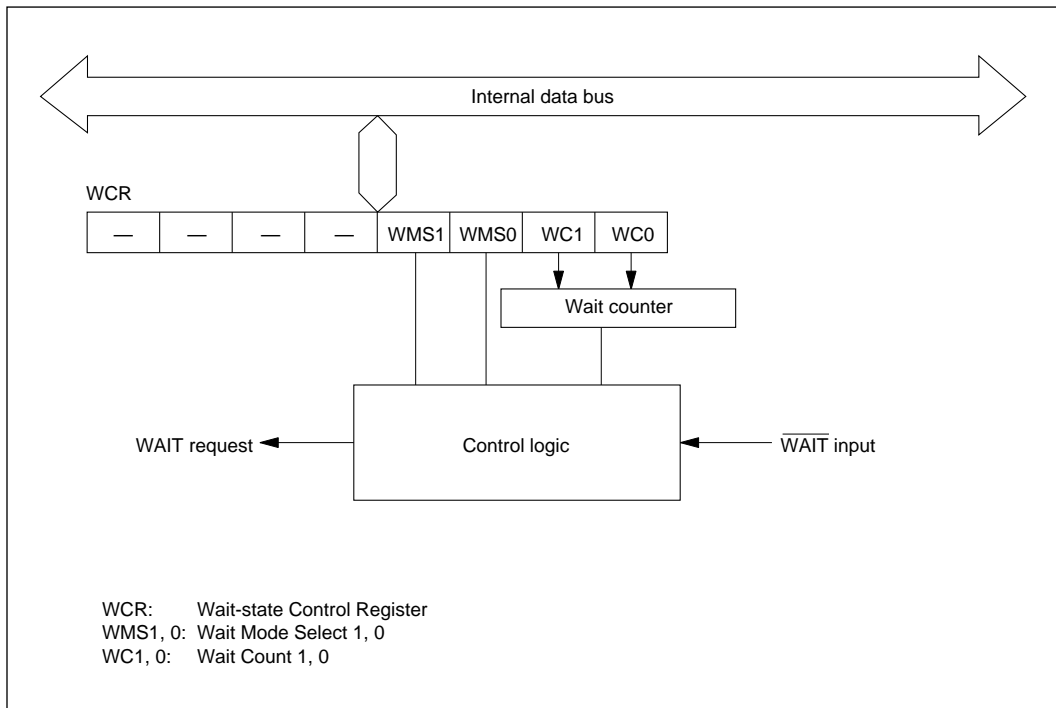 Internal data bus
WCR
— — — — WMS1 WMS0 WC1 WC0
Wait counter
WAIT request
Control logic
W̅A̅I̅T̅ input
WCR: Wait-state Control Register
WMS1, 0: Wait Mode Select 1, 0
WC1, 0: Wait Count 1, 0